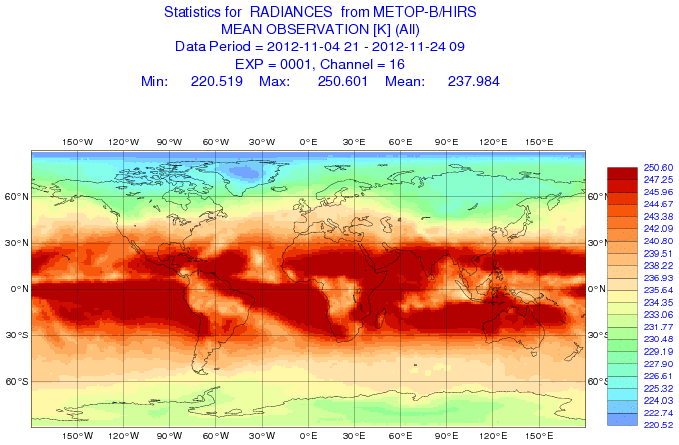 Statistics for RADIANCES from METOP-B/HIRS
MEAN OBSERVATION [K] (All)
Data Period = 2012-11-04 21 - 2012-11-24 09
EXP = 0001, Channel = 16
Min: 220.519 Max: 250.601 Mean: 237.984
150°W 120°W 90°W 60°W 30°W 0°E 30°E 60°E 90°E 120°E 150°E
60°N 60°N
30°N 30°N
0°N 0°N
30°S 30°S
60°S 60°S
150°W 120°W 90°W 60°W 30°W 0°E 30°E 60°E 90°E 120°E 150°E
250.60
247.25
245.96
244.67
243.38
242.09
240.80
239.51
238.22
236.93
235.64
234.35
233.06
231.77
230.48
229.19
227.90
226.61
225.32
224.03
222.74
220.52